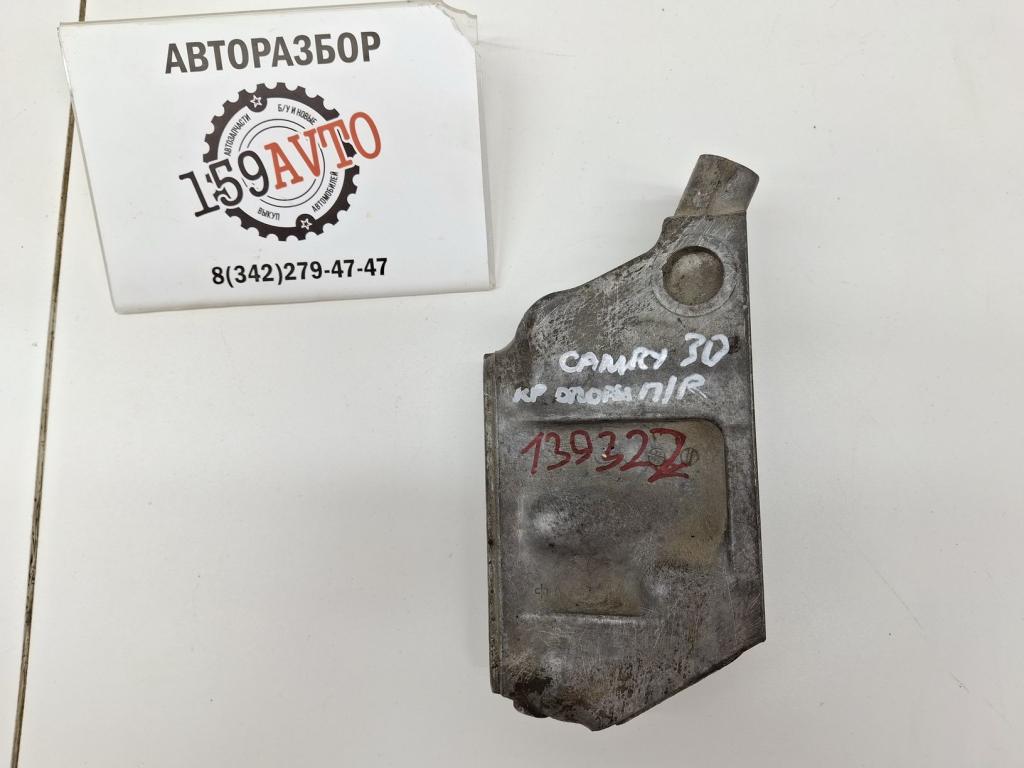 АВТОРАЗБОР
АВТОЗАПЧАСТИ
Б/У И НОВЫЕ
159AVTO
ВЫКУП
АВТОМОБИЛЕЙ
8(342)279-47-47
CAMRY 30
КР ОПОРЫ П/R
139322